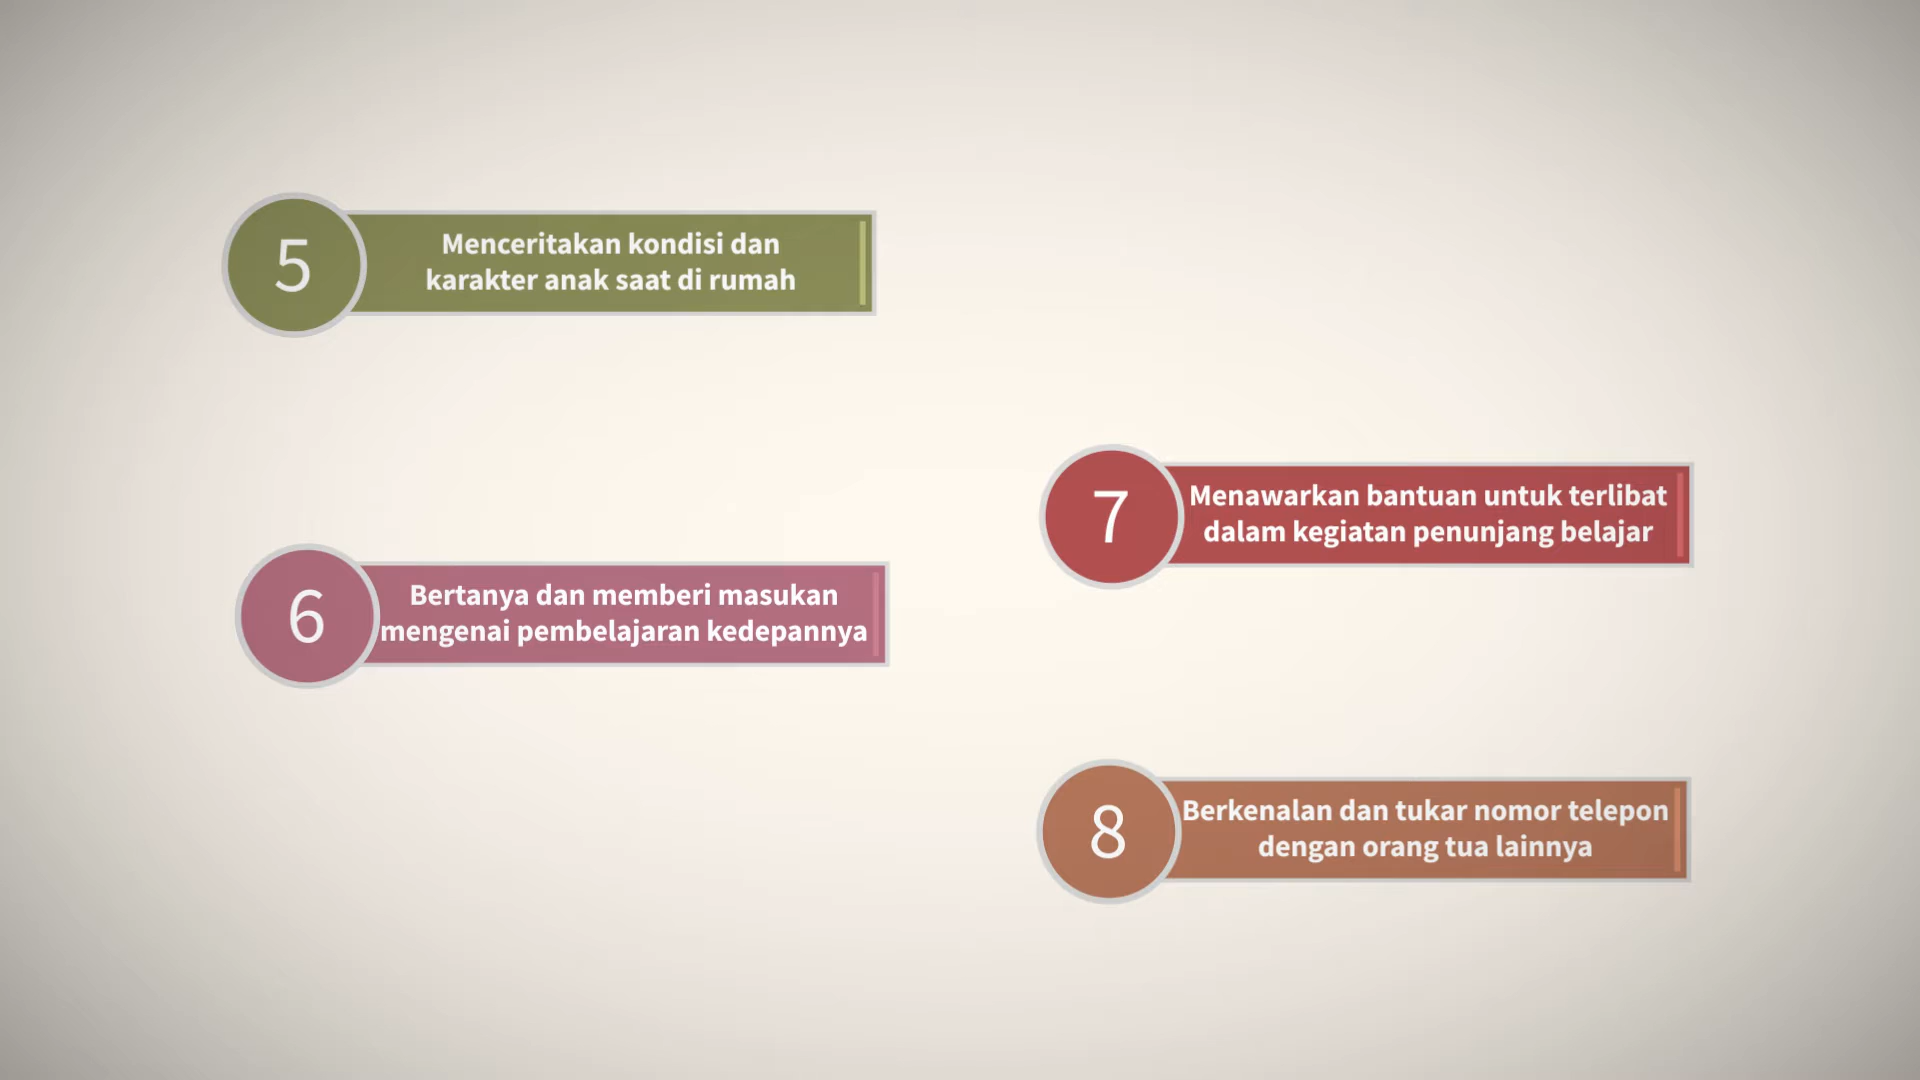 5
Menceritakan kondisi dan
karakter anak saat di rumah
6
Bertanya dan memberi masukan
mengenai pembelajaran kedepannya
7
Menawarkan bantuan untuk terlibat
dalam kegiatan penunjang belajar
8
Berkenalan dan tukar nomor telepon
dengan orang tua lainnya